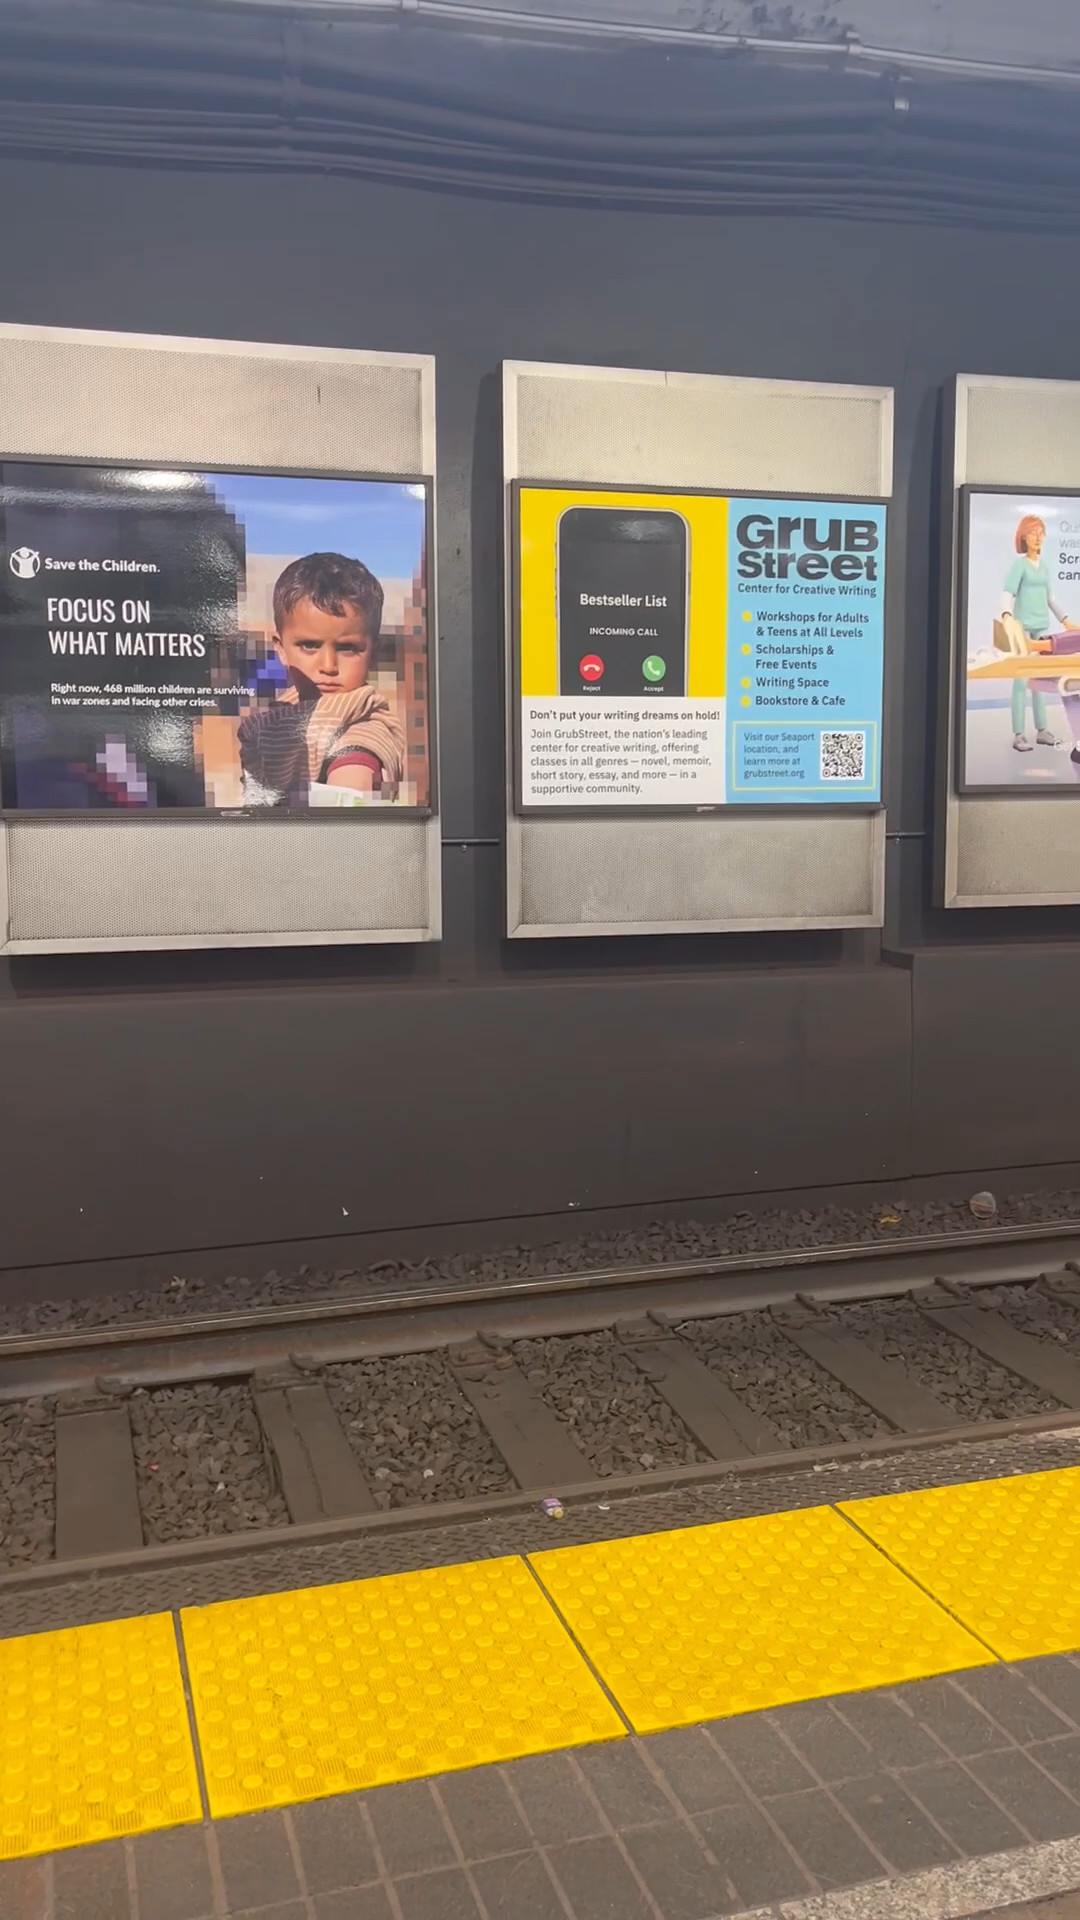 Save the Children.
FOCUS ON
WHAT MATTERS
Right now, 468 million children are surviving
in war zones and facing other crises.
Bestseller List
INCOMING CALL
Reject
Accept
Don't put your writing dreams on hold!
Join GrubStreet, the nation's leading
center for creative writing, offering
classes in all genres — novel, memoir,
short story, essay, and more — in a
supportive community.
GRUB
STREET
Center for Creative Writing
Workshops for Adults
& Teens at All Levels
Scholarships &
Free Events
Writing Space
Bookstore & Cafe
Visit our Seaport
location, and
learn more at
grubstreet.org